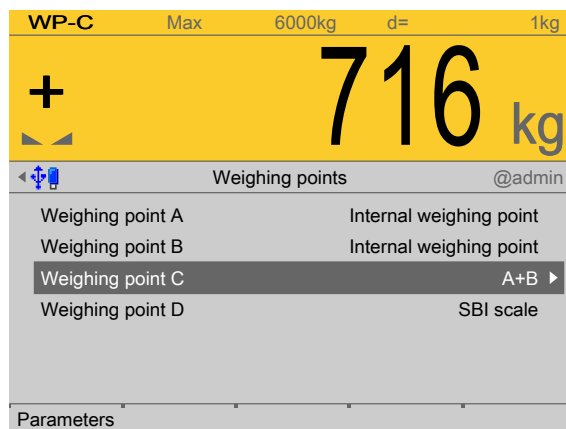 WP-C Max 6000kg d= 1kg
+ 716 kg
Weighing points @admin
Weighing point A Internal weighing point
Weighing point B Internal weighing point
Weighing point C A+B
Weighing point D SBI scale
Parameters